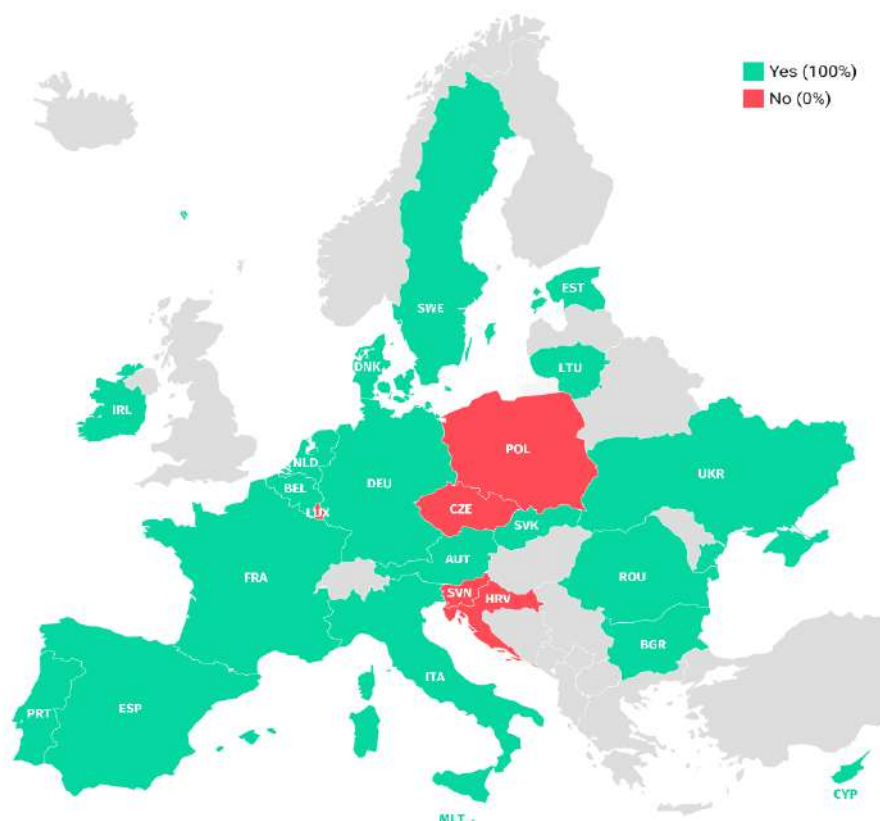 Yes (100%)
No (0%)
SWE
EST
LTU
DNK
IRL
POL
NLD
UKR
DEU
BEL
CZE
LUX
SVK
AUT
FRA
ROU
SVN
HRV
BGR
ITA
ESP
PRT
CYP
MLT